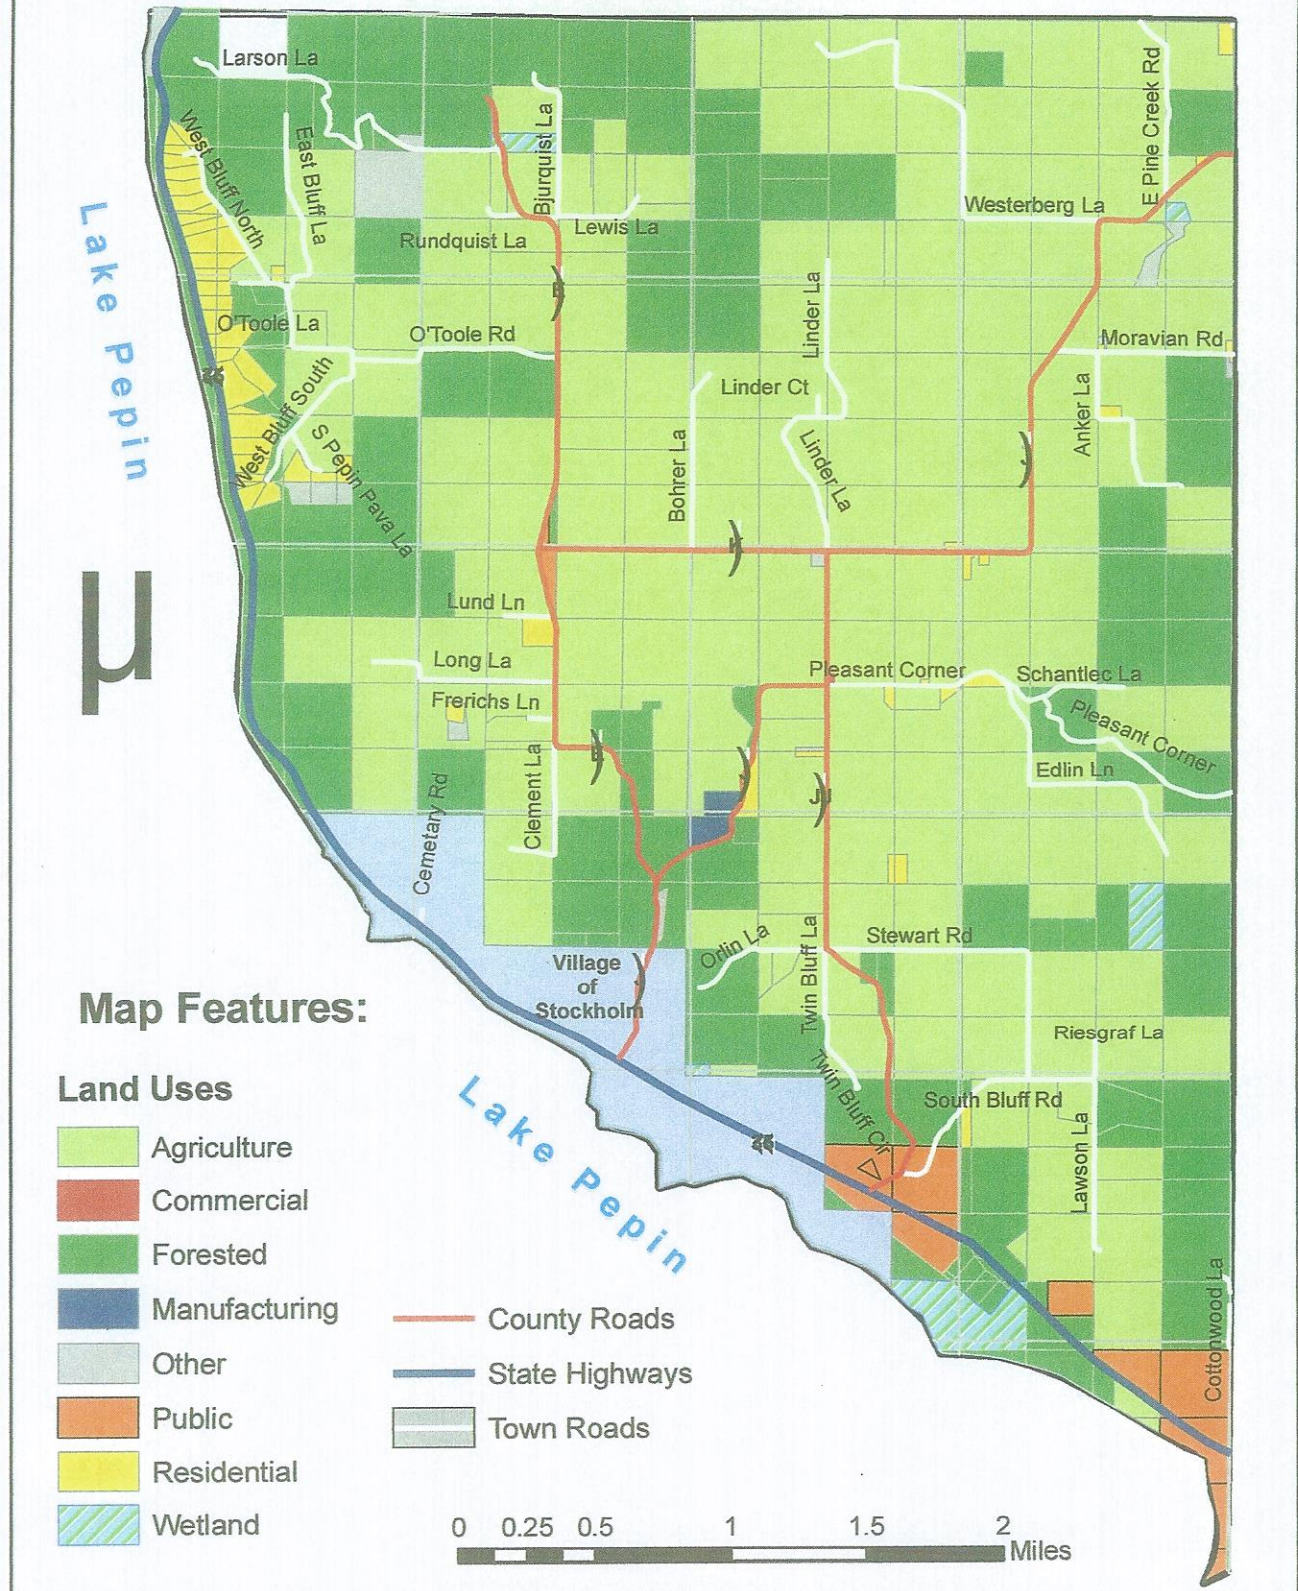 Larson La
West Bluff North
East Bluff La
Bjurquist La
E Pine Creek Rd
Westerberg La
Lewis La
Rundquist La
Lake Pepin
B
Linder La
O'Toole La
O'Toole Rd
Moravian Rd
Linder Ct
West Bluff South
S Pepin Pava La
Bohrer La
Linder La
Anker La
J
K
µ
Lund Ln
Long La
Pleasant Corner
Schantlec La
Frerichs Ln
Pleasant Corner
Edlin Ln
Clement La
Cemetary Rd
J
Orlin La
Twin Bluff La
Stewart Rd
Village
of
Stockholm
Map Features:
Riesgraf La
Land Uses
Lake Pepin
Twin Bluff Cir
South Bluff Rd
Lawson La
Agriculture
Commercial
Forested
Manufacturing
Other
Public
Residential
Wetland
County Roads
State Highways
Town Roads
Cottonwood La
0 0.25 0.5 1 1.5 2
Miles